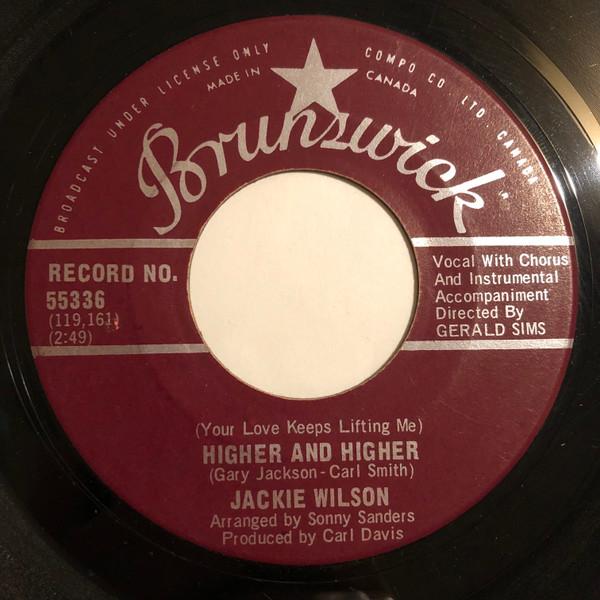 BROADCAST UNDER LICENSE ONLY
COMPO CO. LTD. CANADA
MADE IN CANADA
Brunswick
RECORD NO.
55336
(119,161)
(2:49)
Vocal With Chorus
And Instrumental
Accompaniment
Directed By
GERALD SIMS
(Your Love Keeps Lifting Me)
HIGHER AND HIGHER
(Gary Jackson - Carl Smith)
JACKIE WILSON
Arranged by Sonny Sanders
Produced by Carl Davis